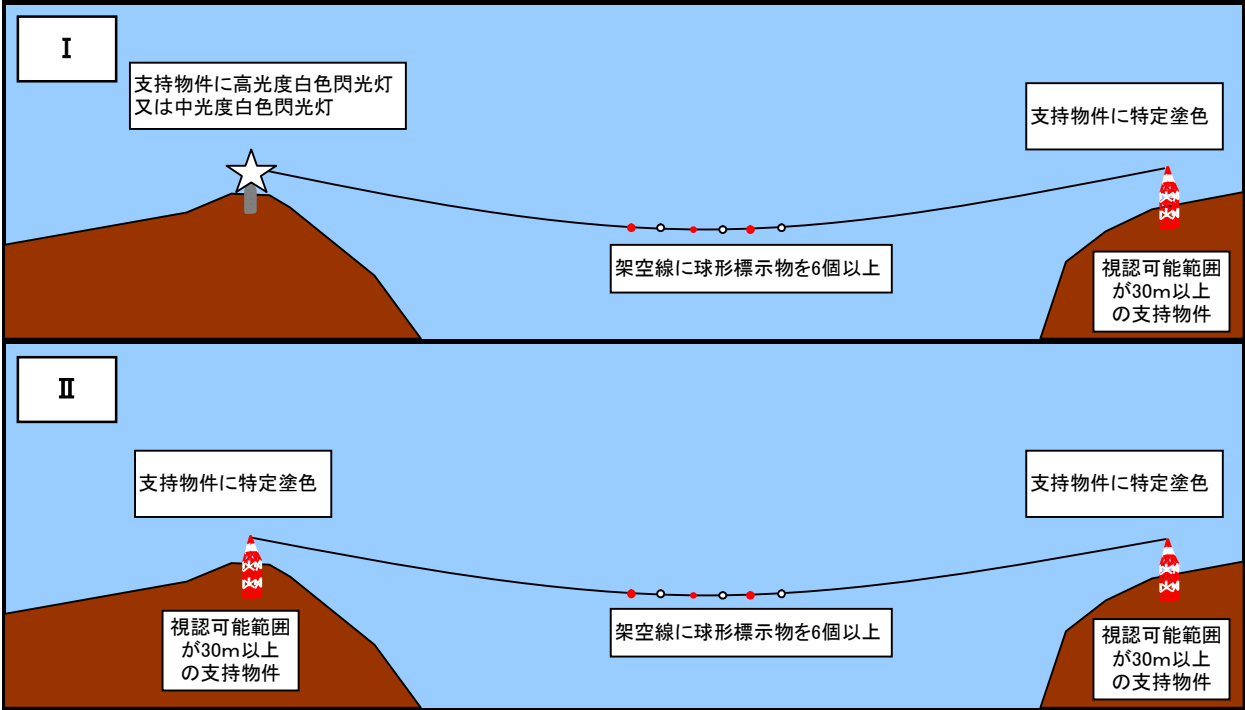 Ⅰ
支持物件に高光度白色閃光灯
又は中光度白色閃光灯
支持物件に特定塗色
架空線に球形標示物を6個以上
視認可能範囲
が30m以上
の支持物件
Ⅱ
支持物件に特定塗色
支持物件に特定塗色
架空線に球形標示物を6個以上
視認可能範囲
が30m以上
の支持物件
視認可能範囲
が30m以上
の支持物件